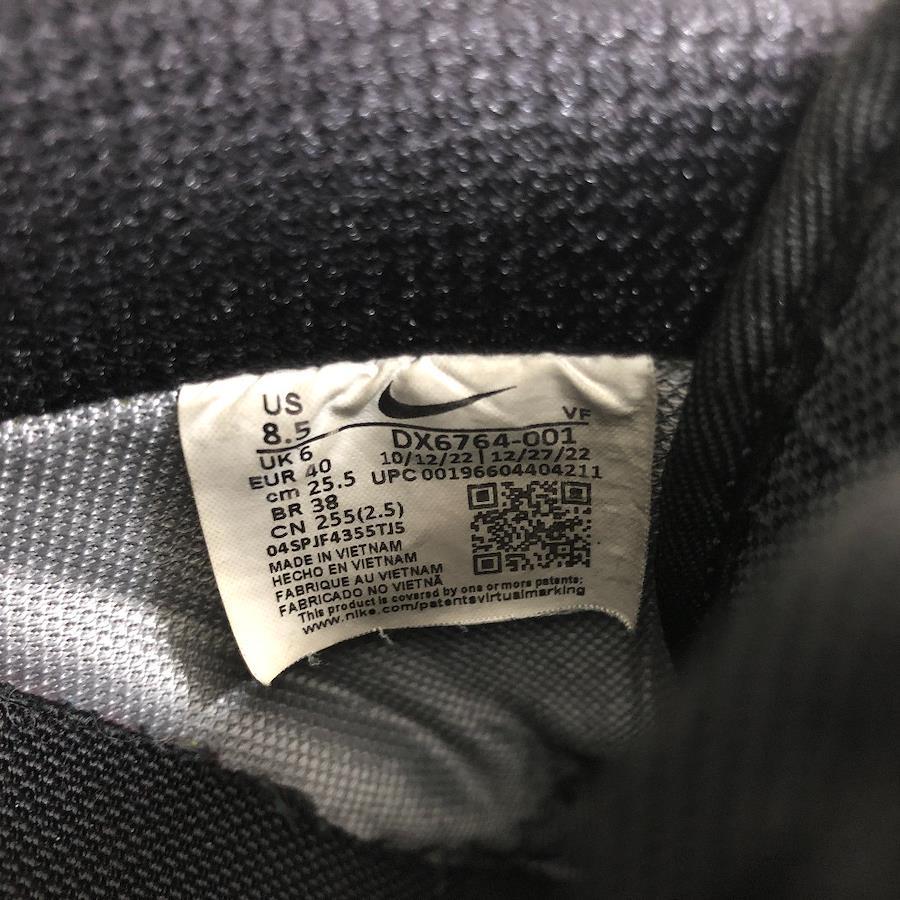 US
8.5
UK 6
EUR 40
cm 25.5
BR 38
CN 255(2.5)
04SPJF4355TJ5
MADE IN VIETNAM
HECHO EN VIETNAM
FABRIQUE AU VIETNAM
FABRICADO NO VIETNÃ
This product is covered by one or more patents:
www.nike.com/patentsvirtualmarking
VF
DX6764-001
10/12/22 | 12/27/22
UPC 00196604404211